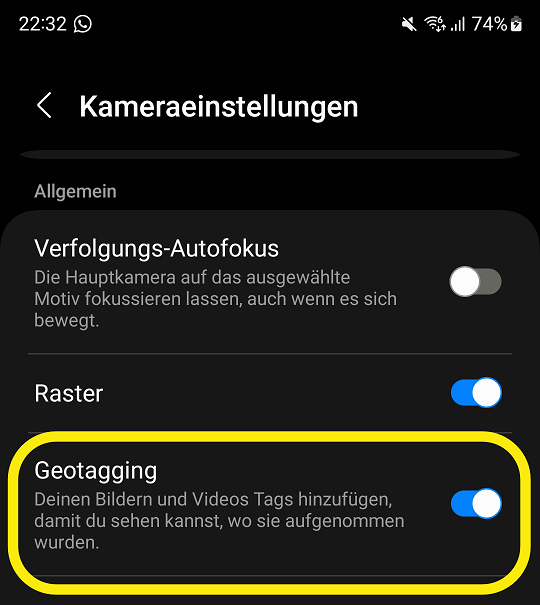 22:32 74%
Kameraeinstellungen
Allgemein
Verfolgungs-Autofokus
Die Hauptkamera auf das ausgewählte
Motiv fokussieren lassen, auch wenn es sich
bewegt.
Raster
Geotagging
Deinen Bildern und Videos Tags hinzufügen,
damit du sehen kannst, wo sie aufgenommen
wurden.